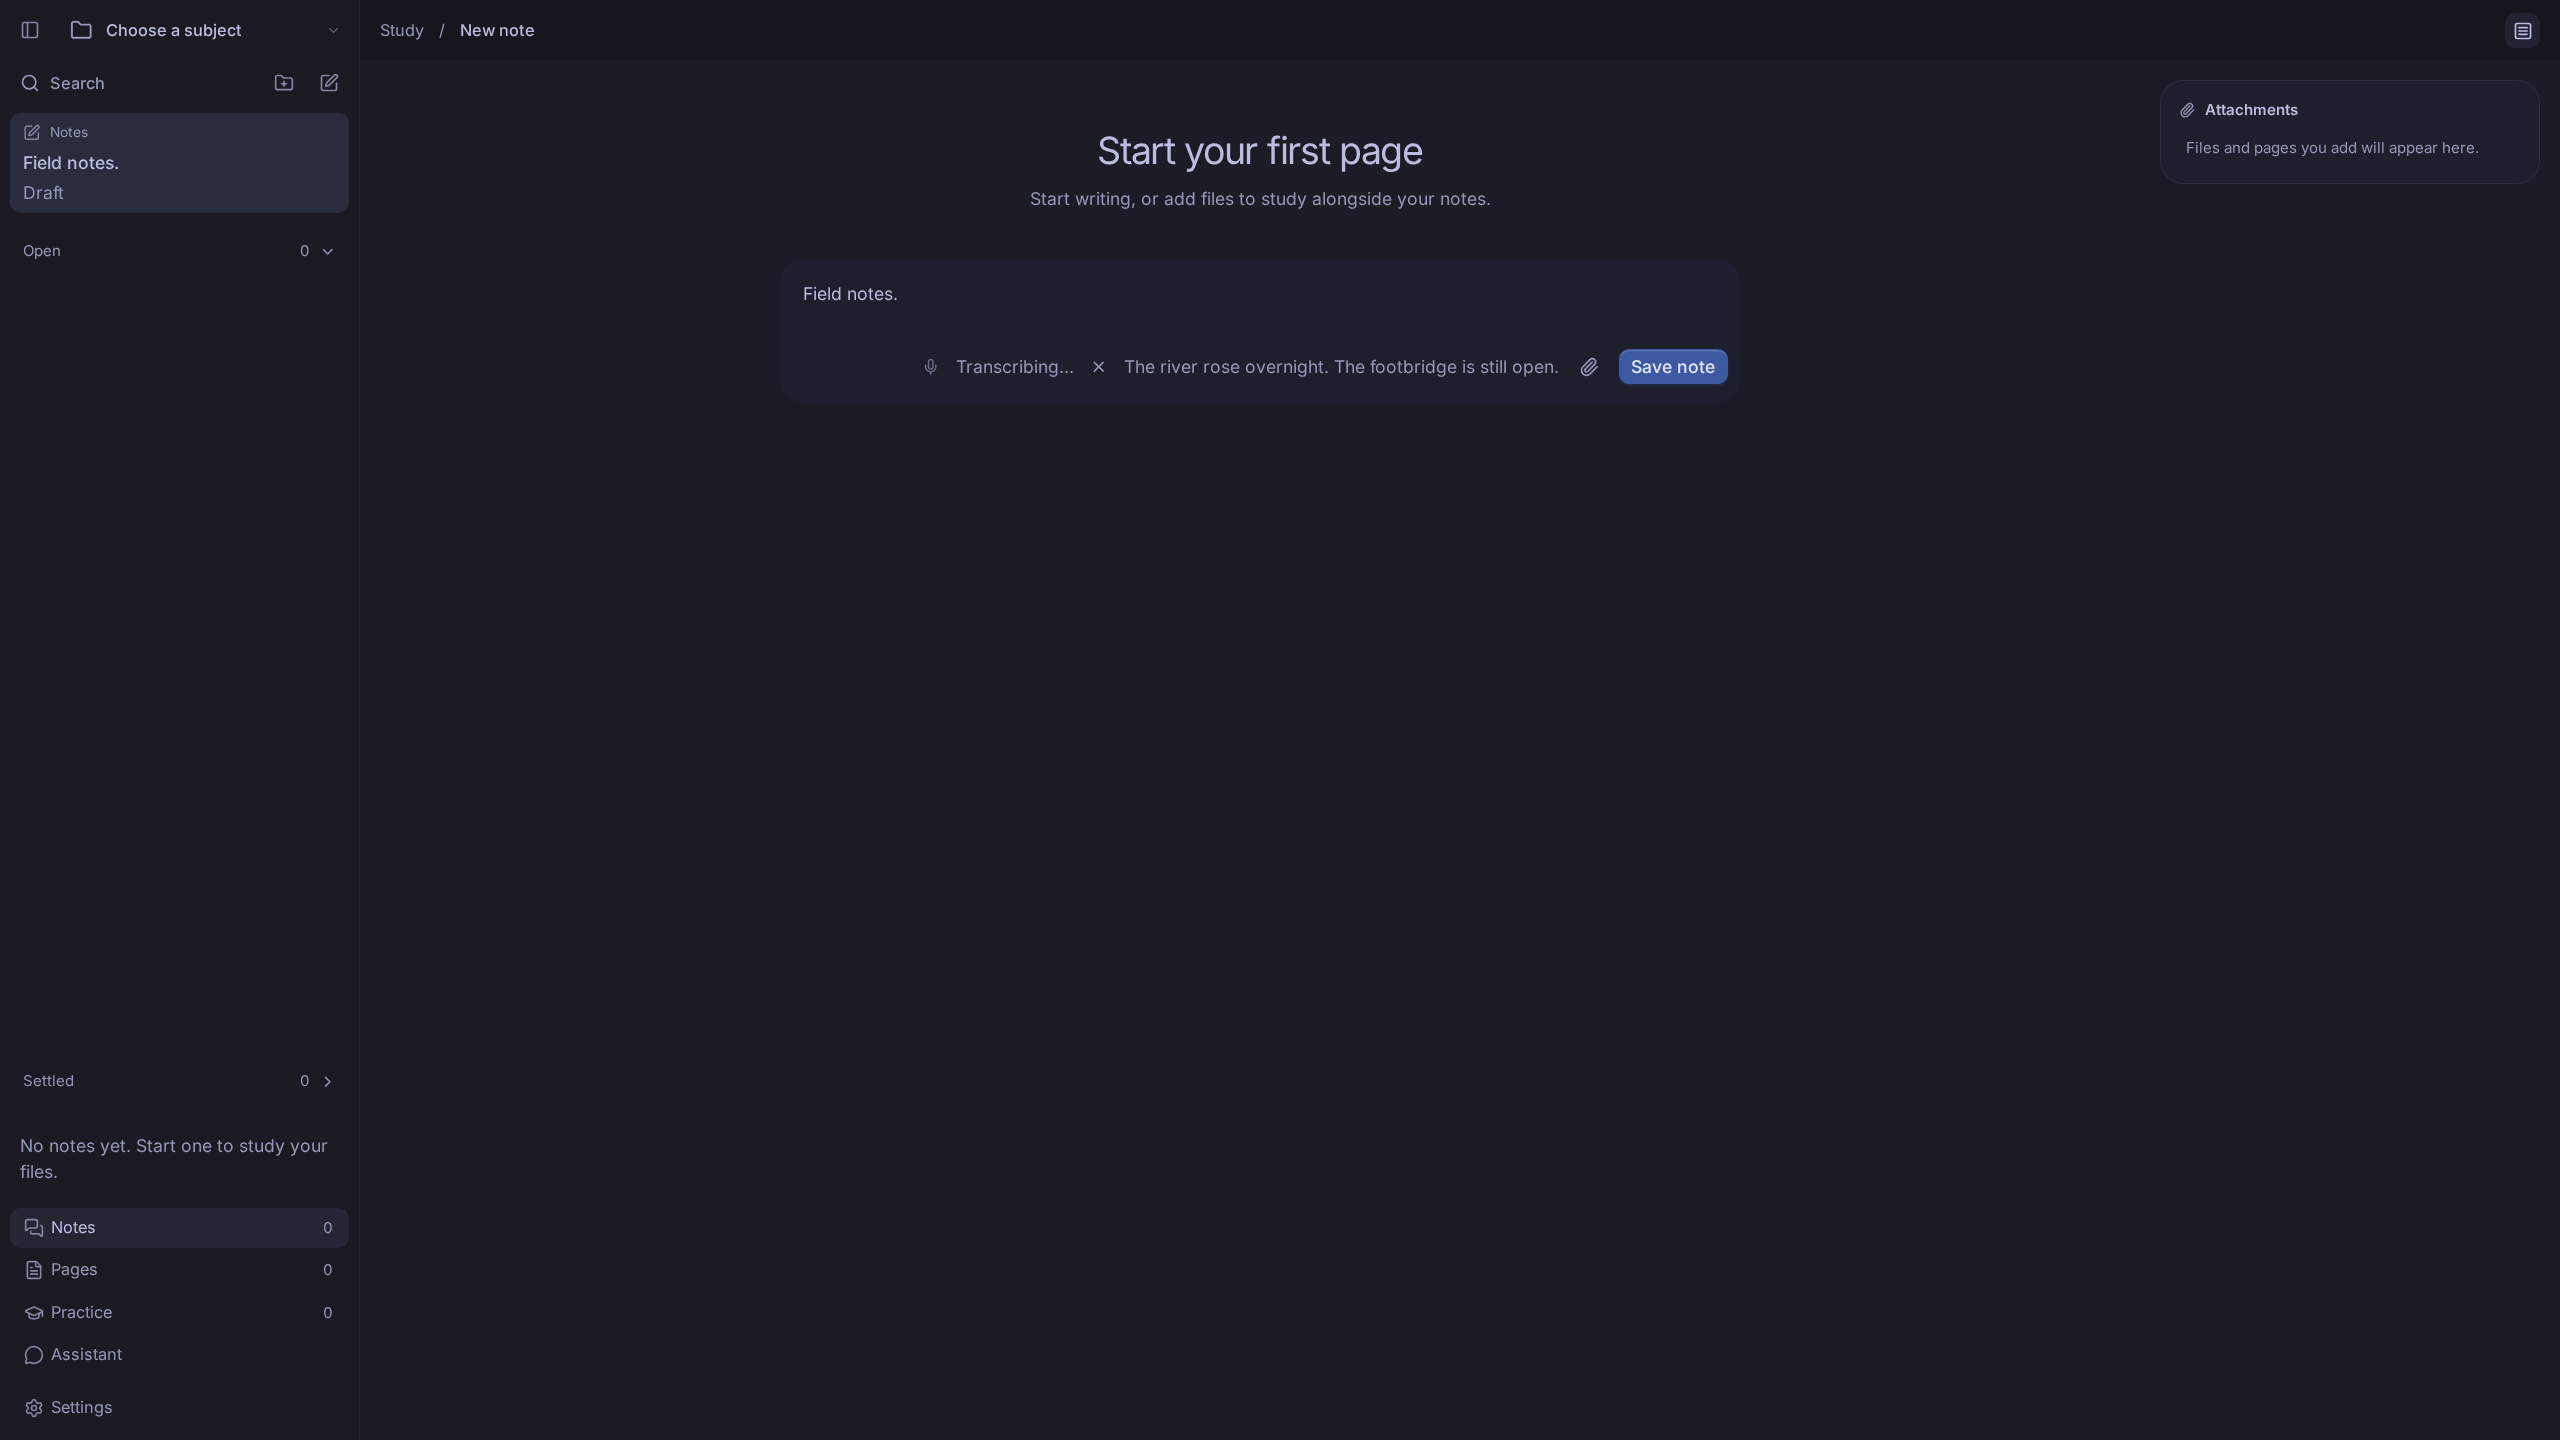 Choose a subject
Search
Notes
Field notes.
Draft
Open 0
Settled 0
No notes yet. Start one to study your
files.
Notes 0
Pages 0
Practice 0
Assistant
Settings
Study / New note
Start your first page
Start writing, or add files to study alongside your notes.
Field notes.
Transcribing... The river rose overnight. The footbridge is still open. Save note
Attachments
Files and pages you add will appear here.